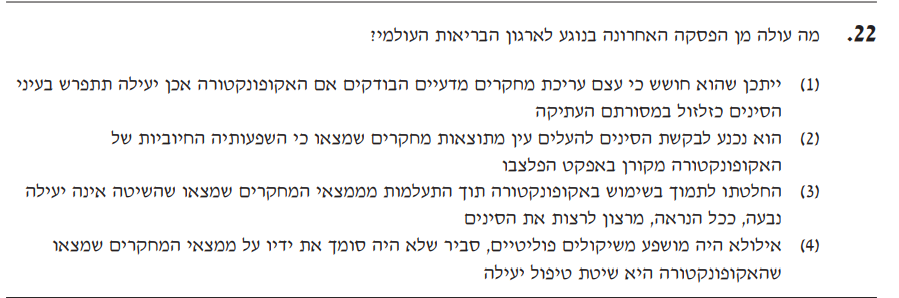 22. מה עולה מן הפסקה האחרונה בנוגע לארגון הבריאות העולמי?
(1) ייתכן שהוא חושש כי עצם עריכת מחקרים מדעיים הבודקים אם האקופונקטורה אכן יעילה תתפרש בעיני
הסינים כזלזול במסורתם העתיקה
(2) הוא נכנע לבקשת הסינים להעלים עין מתוצאות מחקרים שמצאו כי השפעותיה החיוביות של
האקופונקטורה מקורן באפקט הפלצבו
(3) החלטתו לתמוך בשימוש באקופונקטורה תוך התעלמות מממצאי המחקרים שמצאו שהשיטה אינה יעילה
נבעה, ככל הנראה, מרצון לרצות את הסינים
(4) אילולא היה מושפע משיקולים פוליטיים, סביר שלא היה סומך את ידיו על ממצאי המחקרים שמצאו
שהאקופונקטורה היא שיטת טיפול יעילה